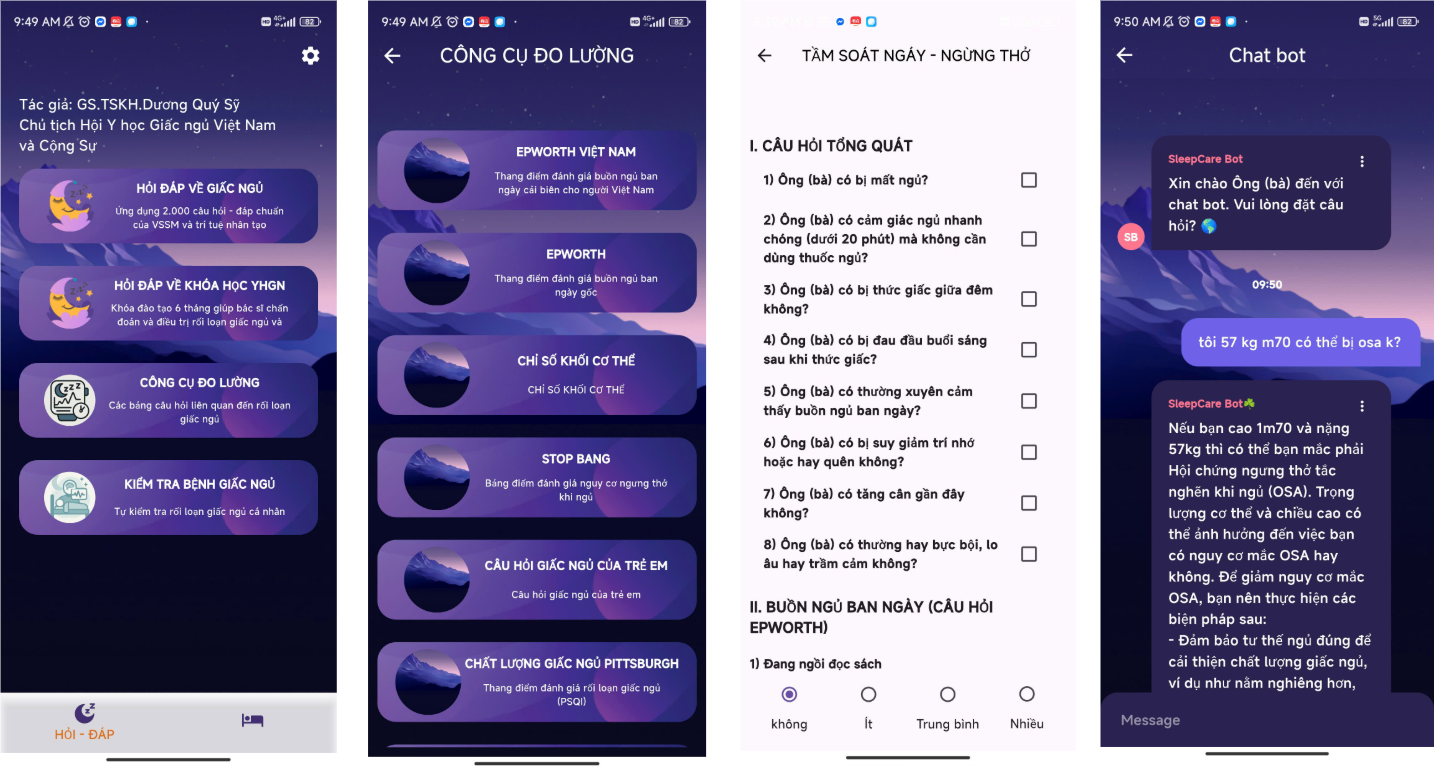 9:49 AM
4G+
82
Tác giả: GS.TSKH.Dương Quý Sỹ
Chủ tịch Hội Y học Giấc ngủ Việt Nam
và Cộng Sự
HỎI ĐÁP VỀ GIẤC NGỦ
Ứng dụng 2,000 câu hỏi - đáp chuẩn
của VSSM và trí tuệ nhân tạo
HỎI ĐÁP VỀ KHÓA HỌC YHGN
Khóa đào tạo 6 tháng giúp bác sĩ chẩn
đoán và điều trị rối loạn giấc ngủ và
CÔNG CỤ ĐO LƯỜNG
Các bảng câu hỏi liên quan đến rối loạn
giấc ngủ
KIỂM TRA BỆNH GIẤC NGỦ
Tự kiểm tra rối loạn giấc ngủ cá nhân
HỎI - ĐÁP
9:49 AM
4G+
82
CÔNG CỤ ĐO LƯỜNG
EPWORTH VIỆT NAM
Thang điểm đánh giá buồn ngủ ban
ngày cải biên cho người Việt Nam
EPWORTH
Thang điểm đánh giá buồn ngủ ban
ngày gốc
CHỈ SỐ KHỐI CƠ THỂ
CHỈ SỐ KHỐI CƠ THỂ
STOP BANG
Bảng điểm đánh giá nguy cơ ngưng thở
khi ngủ
CÂU HỎI GIẤC NGỦ CỦA TRẺ EM
Câu hỏi giấc ngủ của trẻ em
CHẤT LƯỢNG GIẤC NGỦ PITTSBURGH
Thang điểm đánh giá rối loạn giấc ngủ
(PSQI)
TẦM SOÁT NGÁY - NGỪNG THỞ
I. CÂU HỎI TỔNG QUÁT
1) Ông (bà) có bị mất ngủ?
2) Ông (bà) có cảm giác ngủ nhanh
chóng (dưới 20 phút) mà không cần
dùng thuốc ngủ?
3) Ông (bà) có bị thức giấc giữa đêm
không?
4) Ông (bà) có bị đau đầu buổi sáng
sau khi thức giấc?
5) Ông (bà) có thường xuyên cảm
thấy buồn ngủ ban ngày?
6) Ông (bà) có bị suy giảm trí nhớ
hoặc hay quên không?
7) Ông (bà) có tăng cân gần đây
không?
8) Ông (bà) có thường hay bực bội, lo
âu hay trầm cảm không?
II. BUỒN NGỦ BAN NGÀY (CÂU HỎI
EPWORTH)
1) Đang ngồi đọc sách
không Ít Trung bình Nhiều
9:50 AM
5G
82
Chat bot
SleepCare Bot
Xin chào Ông (bà) đến với
chat bot. Vui lòng đặt câu
hỏi? 🌎
SB
09:50
tôi 57 kg m70 có thể bị osa k?
SleepCare Bot☘️
Nếu bạn cao 1m70 và nặng
57kg thì có thể bạn mắc phải
Hội chứng ngưng thở tắc
nghẽn khi ngủ (OSA). Trọng
lượng cơ thể và chiều cao có
thể ảnh hưởng đến việc bạn
có nguy cơ mắc OSA hay
không. Để giảm nguy cơ mắc
OSA, bạn nên thực hiện các
biện pháp sau:
- Đảm bảo tư thế ngủ đúng để
cải thiện chất lượng giấc ngủ,
ví dụ như nằm nghiêng hơn,
Message